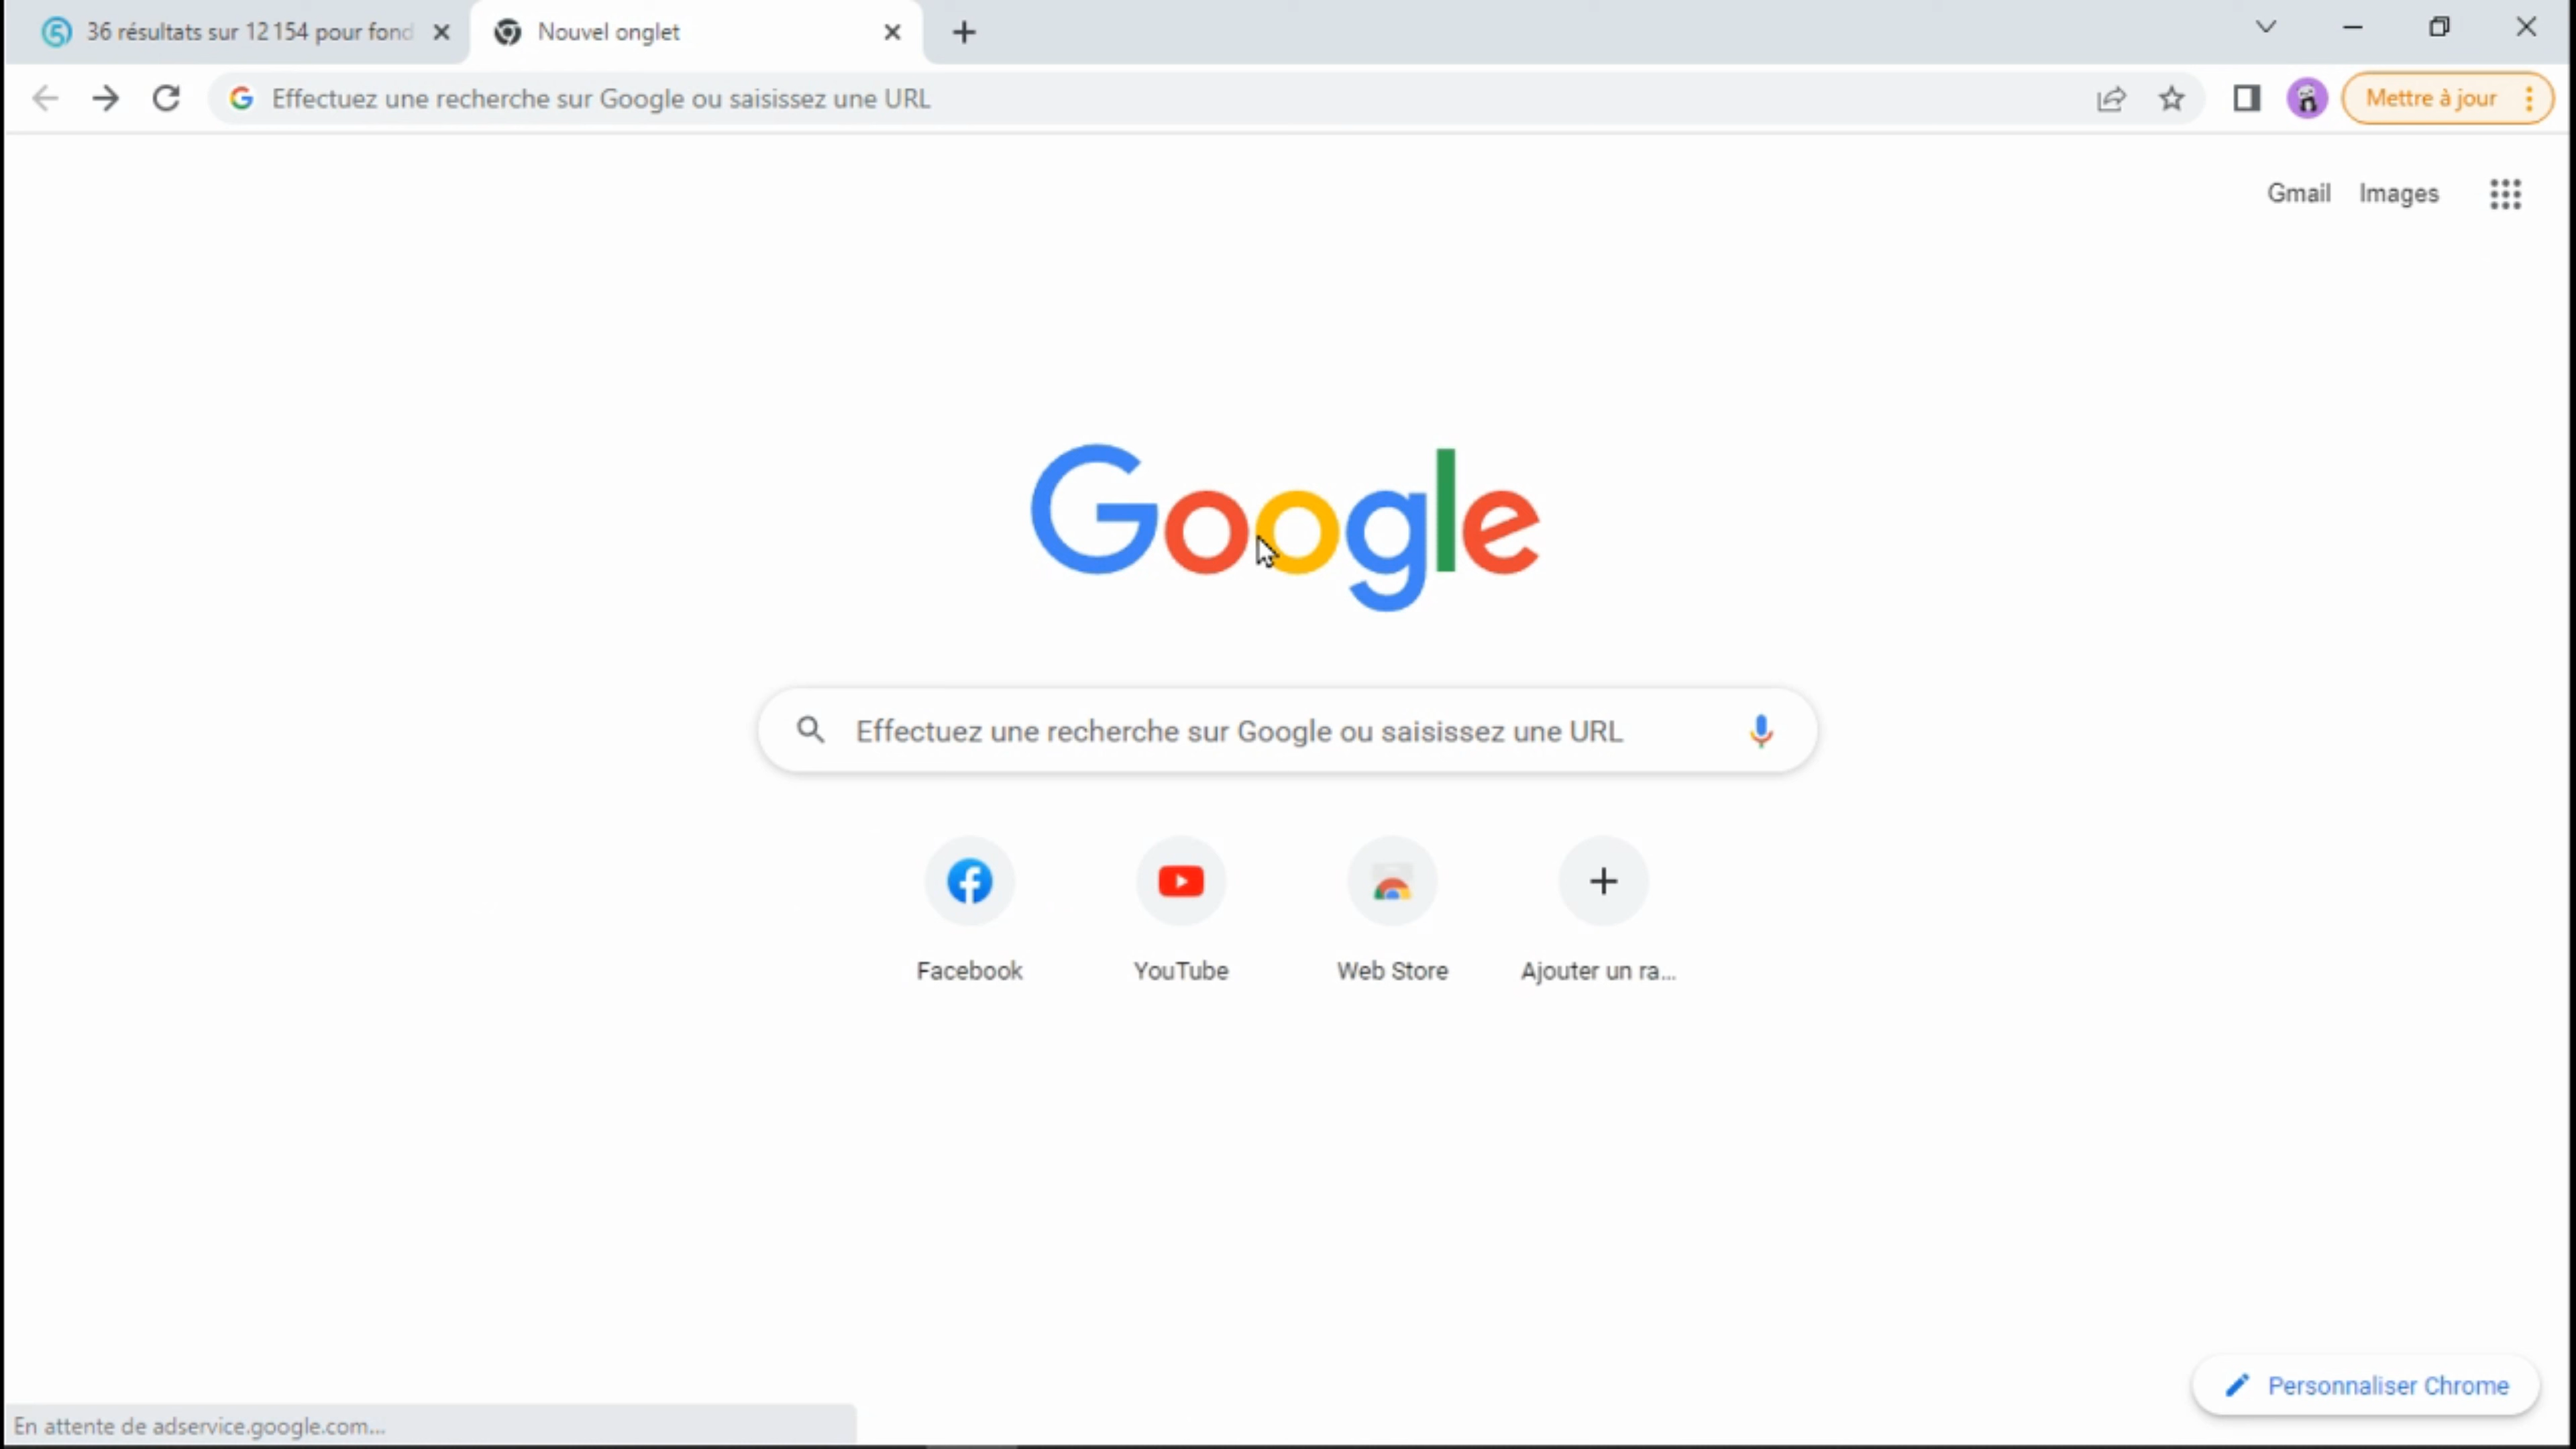 36 résultats sur 12 154 pour fond
Nouvel onglet
Effectuez une recherche sur Google ou saisissez une URL
Mettre à jour
Gmail Images
Google
Effectuez une recherche sur Google ou saisissez une URL
Facebook YouTube Web Store Ajouter un ra...
Personnaliser Chrome
En attente de adservice.google.com...